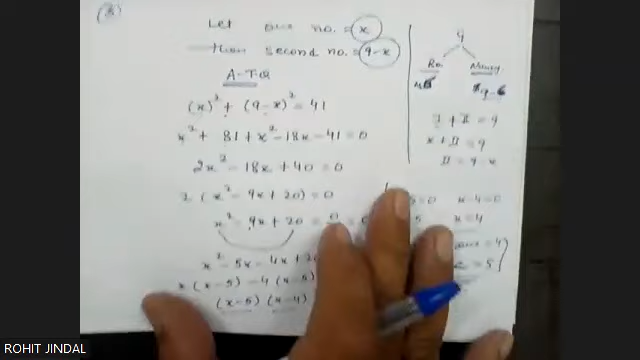 (8)
Let one no. = x
then second no. = 9-x
A-T-Q
(x)² + (9-x)² = 41
x² + 81 + x² - 18x - 41 = 0
2x² - 18x + 40 = 0
2 (x² - 9x + 20) = 0
x² - 9x + 20 = 0
x² - 5x - 4x + 20
x (x-5) - 4 (x-5)
(x-5) (x-4)
9
I + II = 9
x + II = 9
II = 9-x
x-4=0
x=4
= 4
= 5
ROHIT JINDAL